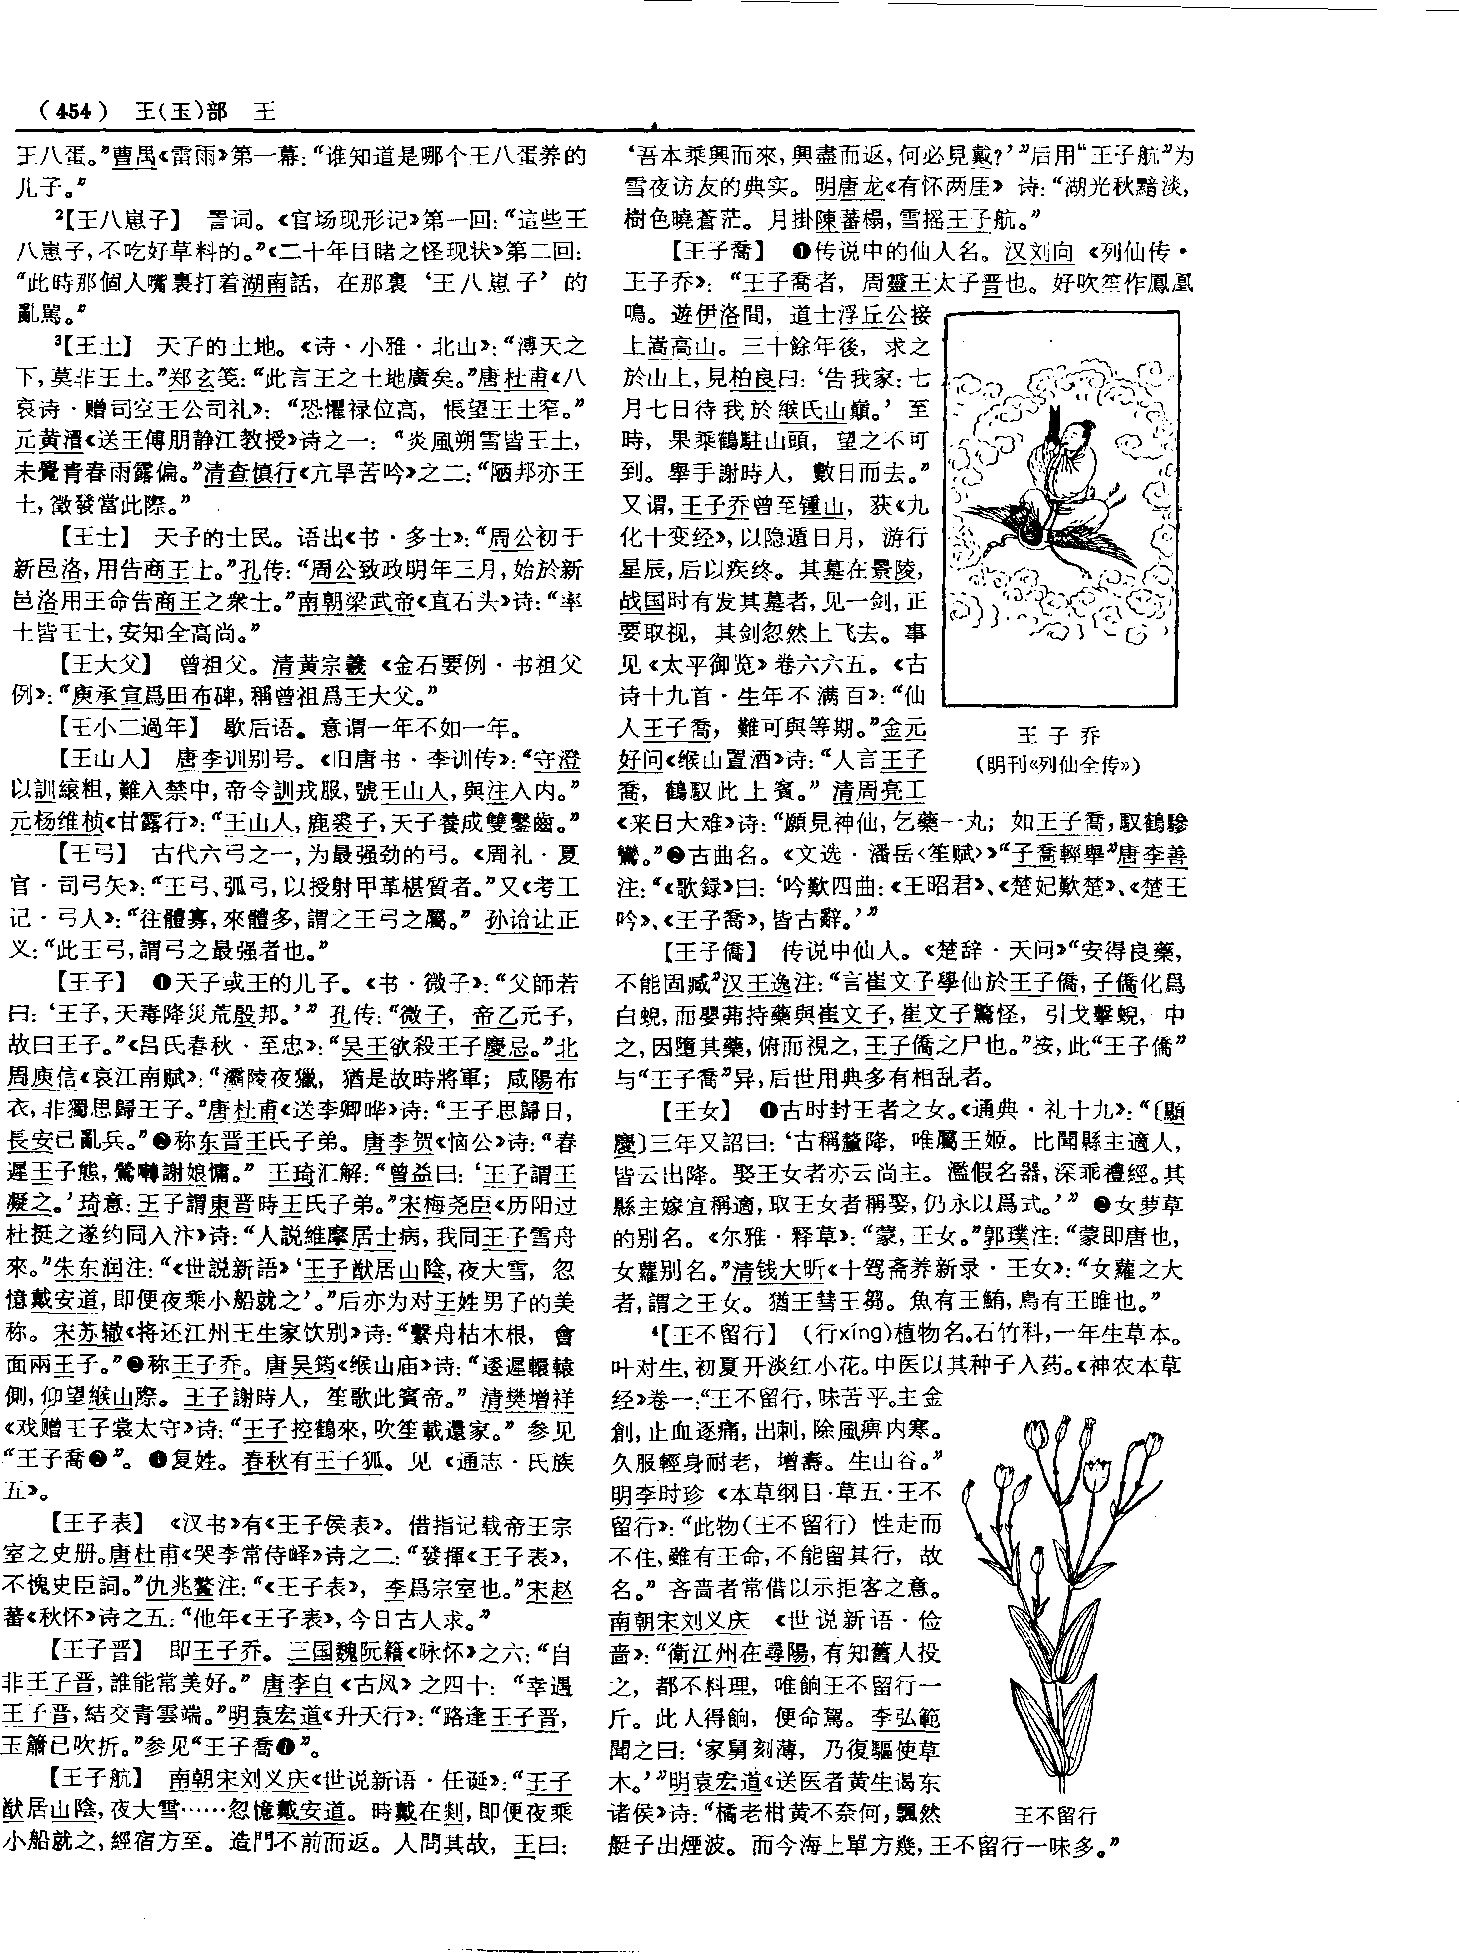 （454） 王（玉）部 王
王八蛋。”曹禺《雷雨》第一幕：“谁知道是哪个王八蛋养的
儿子。”
²【王八崽子】 詈词。《官场现形记》第一回：“這些王
八崽子，不吃好草料的。”《二十年目睹之怪现状》第二回：
“此時那個人嘴裏打着湖南話，在那裏‘王八崽子’的
亂駡。”
³【王土】 天子的土地。《诗·小雅·北山》：“溥天之
下，莫非王土。”郑玄笺：“此言王之土地廣矣。”唐杜甫《八
哀诗·赠司空王公司礼》：“恐懼禄位高，悵望王土窄。”
元黄溍《送王傅朋静江教授》诗之一：“炎風朔雪皆王土，
未覺青春雨露偏。”清查慎行《亢旱苦吟》之二：“陋邦亦王
土，徵發當此際。”
【王士】 天子的士民。语出《书·多士》：“周公初于
新邑洛，用告商王士。”孔传：“周公致政明年三月，始於新
邑洛用王命告商王之衆士。”南朝梁武帝《直石头》诗：“率
土皆王士，安知全高尚。”
【王大父】 曾祖父。清黄宗羲《金石要例·书祖父
例》：“庾承宣爲田布碑，稱曾祖爲王大父。”
【王小二過年】 歇后语。意谓一年不如一年。
【王山人】 唐李训别号。《旧唐书·李训传》：“守澄
以訓縗粗，難入禁中，帝令訓戎服，號王山人，與注入内。”
元杨维桢《甘露行》：“王山人，鹿裘子，天子養成雙鑿齒。”
【王弓】 古代六弓之一，为最强劲的弓。《周礼·夏
官·司弓矢》：“王弓、弧弓，以授射甲革椹質者。”又《考工
记·弓人》：“往體寡，來體多，謂之王弓之屬。”孙诒让正
义：“此王弓，謂弓之最强者也。”
【王子】 ❶天子或王的儿子。《书·微子》：“父師若
曰：‘王子，天毒降災荒殷邦。’”孔传：“微子，帝乙元子，
故曰王子。”《吕氏春秋·至忠》：“吴王欲殺王子慶忌。”北
周庾信《哀江南赋》：“灞陵夜獵，猶是故時將軍；咸陽布
衣，非獨思歸王子。”唐杜甫《送李卿晔》诗：“王子思歸日，
長安已亂兵。”❷称东晋王氏子弟。唐李贺《恼公》诗：“春
遲王子態，鶯囀謝娘慵。”王琦汇解：“曾益曰：‘王子謂王
凝之。’琦意：王子謂東晋時王氏子弟。”宋梅尧臣《历阳过
杜挺之遂约同入汴》诗：“人説維摩居士病，我同王子雪舟
來。”朱东润注：“《世説新語》‘王子猷居山陰，夜大雪，忽
憶戴安道，即便夜乘小船就之’。”后亦为对王姓男子的美
称。宋苏辙《将还江州王生家饮别》诗：“繫舟枯木根，會
面兩王子。”❸称王子乔。唐吴筠《缑山庙》诗：“逶遲轘轅
側，仰望缑山際。王子謝時人，笙歌此賓帝。”清樊增祥
《戏赠王子裳太守》诗：“王子控鶴來，吹笙載還家。”参见
“王子喬❷”。❹复姓。春秋有王子狐。见《通志·氏族
五》。
【王子表】 《汉书》有《王子侯表》。借指记载帝王宗
室之史册。唐杜甫《哭李常侍峄》诗之二：“發揮《王子表》，
不愧史臣詞。”仇兆鳌注：“《王子表》，李爲宗室也。”宋赵
蕃《秋怀》诗之五：“他年《王子表》，今日古人求。”
【王子晋】 即王子乔。三国魏阮籍《咏怀》之六：“自
非王子晋，誰能常美好。”唐李白《古风》之四十：“幸遇
王子晋，結交青雲端。”明袁宏道《升天行》：“路逢王子晋，
玉簫已吹折。”参见“王子喬❶”。
【王子航】 南朝宋刘义庆《世说新语·任诞》：“王子
猷居山陰，夜大雪……忽憶戴安道。時戴在剡，即便夜乘
小船就之，經宿方至。造門不前而返。人問其故，王曰：
‘吾本乘興而來，興盡而返，何必見戴？’”后用“王子航”为
雪夜访友的典实。明唐龙《有怀两厓》诗：“湖光秋黯淡，
樹色曉蒼茫。月掛陳蕃榻，雪摇王子航。”
【王子喬】 ❶传说中的仙人名。汉刘向《列仙传·
王子乔》：“王子喬者，周靈王太子晋也。好吹笙作鳳凰
鳴。遊伊洛間，道士浮丘公接
上嵩高山。三十餘年後，求之
於山上，見柏良曰：‘告我家：七
月七日待我於缑氏山巔。’至
時，果乘鶴駐山頭，望之不可
到。舉手謝時人，數日而去。”
又谓，王子乔曾至锺山，获《九
化十变经》，以隐遁日月，游行
星辰，后以疾终。其墓在景陵，
战国时有发其墓者，见一剑，正
要取视，其剑忽然上飞去。事
见《太平御览》卷六六五。《古
诗十九首·生年不满百》：“仙
人王子喬，難可與等期。”金元
好问《缑山置酒》诗：“人言王子
喬，鶴馭此上賓。”清周亮工
《来日大难》诗：“願見神仙，乞藥一丸；如王子喬，馭鶴驂
鸞。”❷古曲名。《文选·潘岳〈笙赋〉》“子喬輕舉”唐李善
注：“《歌録》曰：‘吟歎四曲：《王昭君》、《楚妃歎楚》、《楚王
吟》、《王子喬》，皆古辭。’”
王子乔
（明刊《列仙全传》）
【王子僑】 传说中仙人。《楚辞·天问》“安得良藥，
不能固臧”汉王逸注：“言崔文子學仙於王子僑，子僑化爲
白蜺，而嬰茀持藥與崔文子，崔文子驚怪，引戈擊蜺，中
之，因墮其藥，俯而視之，王子僑之尸也。”按，此“王子僑”
与“王子喬”异，后世用典多有相乱者。
【王女】 ❶古时封王者之女。《通典·礼十九》：“〔顯
慶〕三年又詔曰：‘古稱釐降，唯屬王姬。比聞縣主適人，
皆云出降。娶王女者亦云尚主。濫假名器，深乖禮經。其
縣主嫁宜稱適，取王女者稱娶，仍永以爲式。’”❷女萝草
的别名。《尔雅·释草》：“蒙，王女。”郭璞注：“蒙即唐也，
女蘿别名。”清钱大昕《十驾斋养新录·王女》：“女蘿之大
者，謂之王女。猶王彗王芻。魚有王鮪，鳥有王雎也。”
⁴【王不留行】 （行xíng）植物名。石竹科，一年生草本。
叶对生，初夏开淡红小花。中医以其种子入药。《神农本草
经》卷一：“王不留行，味苦平。主金
創，止血逐痛，出刺，除風痹内寒。
久服輕身耐老，增壽。生山谷。”
明李时珍《本草纲目·草五·王不
留行》：“此物（王不留行）性走而
不住，雖有王命，不能留其行，故
名。”吝啬者常借以示拒客之意。
南朝宋刘义庆《世说新语·俭
啬》：“衛江州在尋陽，有知舊人投
之，都不料理，唯餉王不留行一
斤。此人得餉，便命駕。李弘範
聞之曰：‘家舅刻薄，乃復驅使草
木。’”明袁宏道《送医者黄生谒东
诸侯》诗：“橘老柑黄不奈何，飄然
艇子出煙波。而今海上單方幾，王不留行一味多。”
王不留行